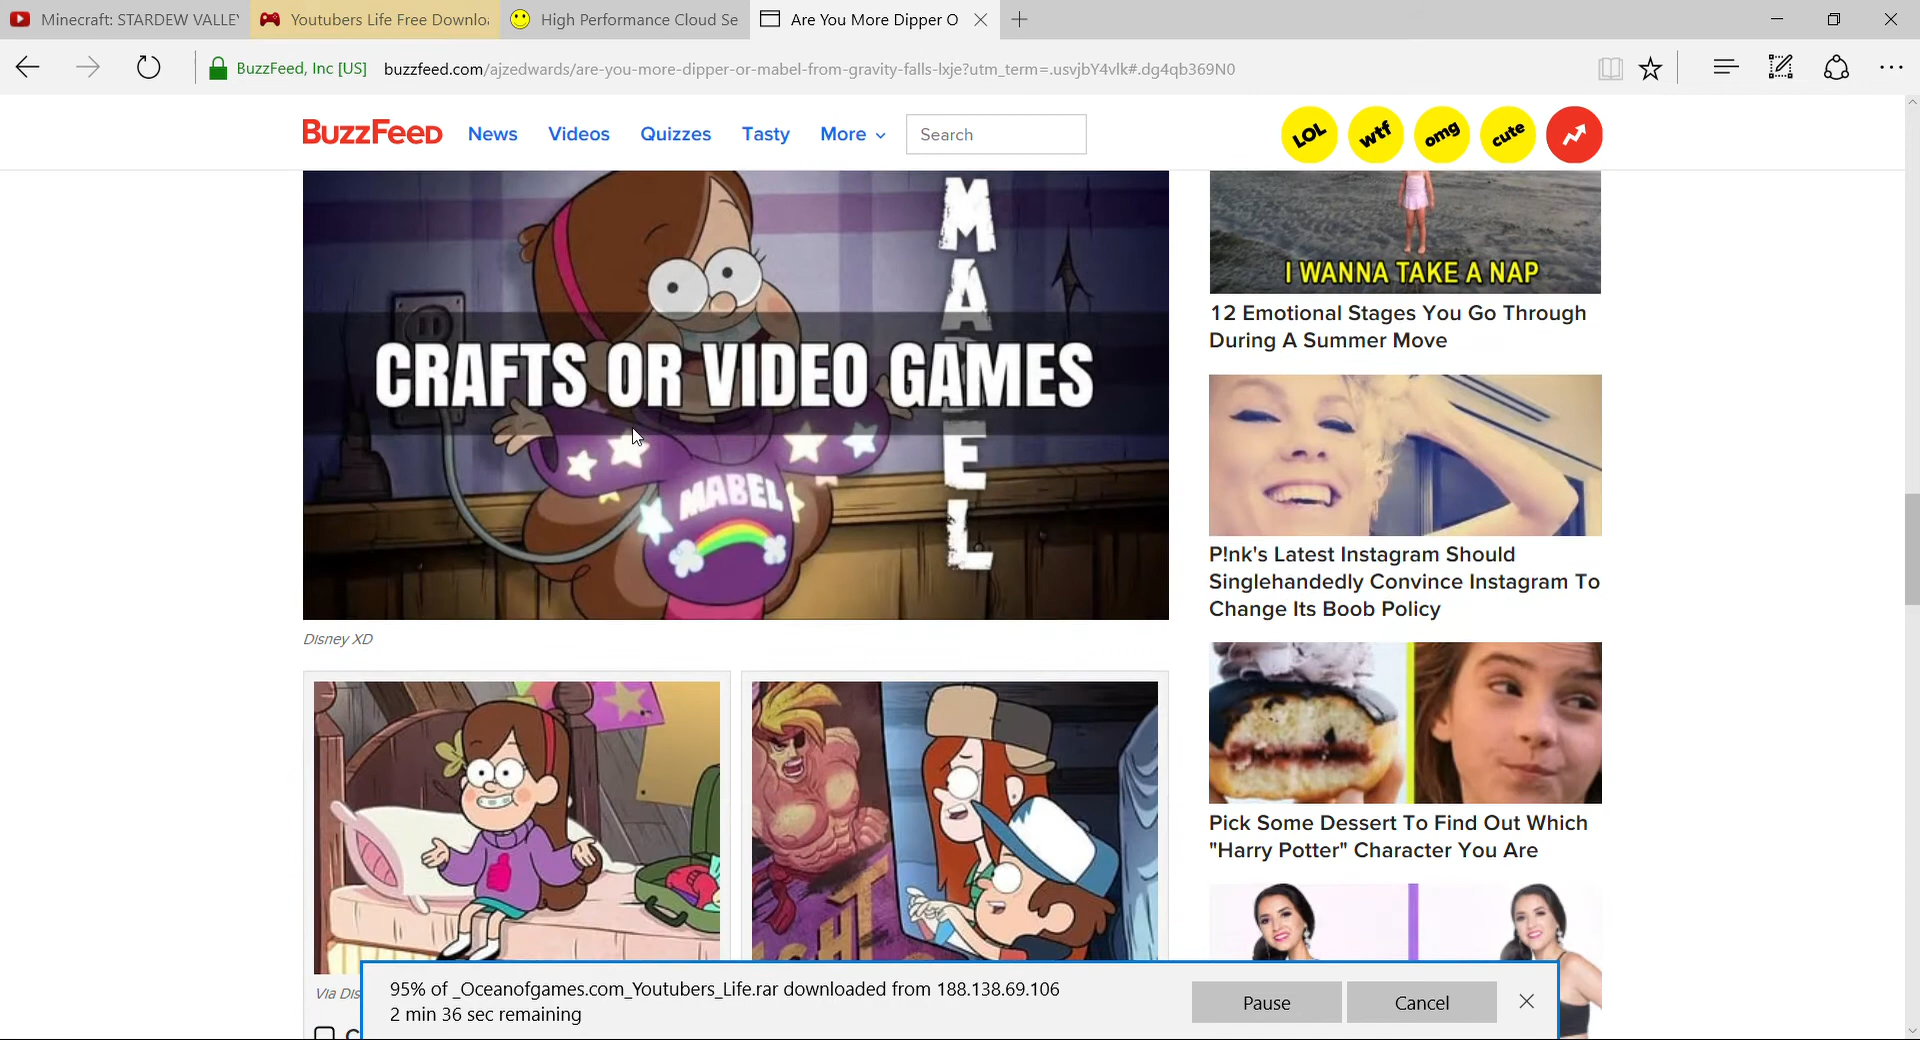 Minecraft: STARDEW VALLEY
Youtubers Life Free Downlo
High Performance Cloud Se
Are You More Dipper O
BuzzFeed, Inc [US]
buzzfeed.com/ajzedwards/are-you-more-dipper-or-mabel-from-gravity-falls-lxje?utm_term=.usvjbY4vlk#.dg4qb369N0
BuzzFeed
News
Videos
Quizzes
Tasty
More
Search
LOL
wtf
omg
cute
MABEL
CRAFTS OR VIDEO GAMES
MABEL
Disney XD
I WANNA TAKE A NAP
12 Emotional Stages You Go Through
During A Summer Move
P!nk's Latest Instagram Should
Singlehandedly Convince Instagram To
Change Its Boob Policy
Pick Some Dessert To Find Out Which
"Harry Potter" Character You Are
Via Dis
C
95% of _Oceanofgames.com_Youtubers_Life.rar downloaded from 188.138.69.106
2 min 36 sec remaining
Pause
Cancel